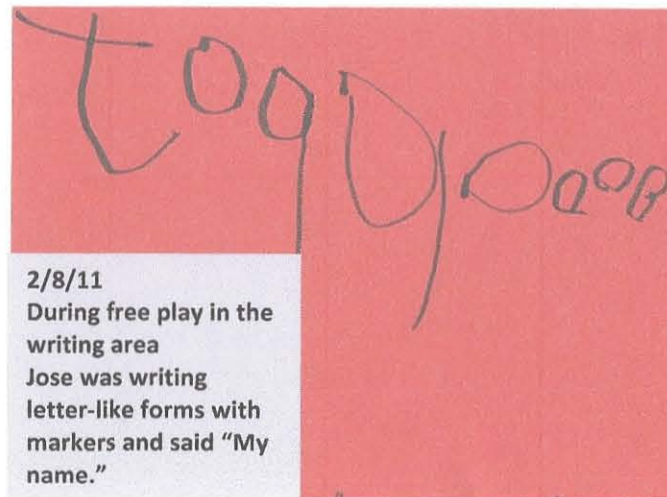 2/8/11
During free play in the
writing area
Jose was writing
letter-like forms with
markers and said “My
name.”